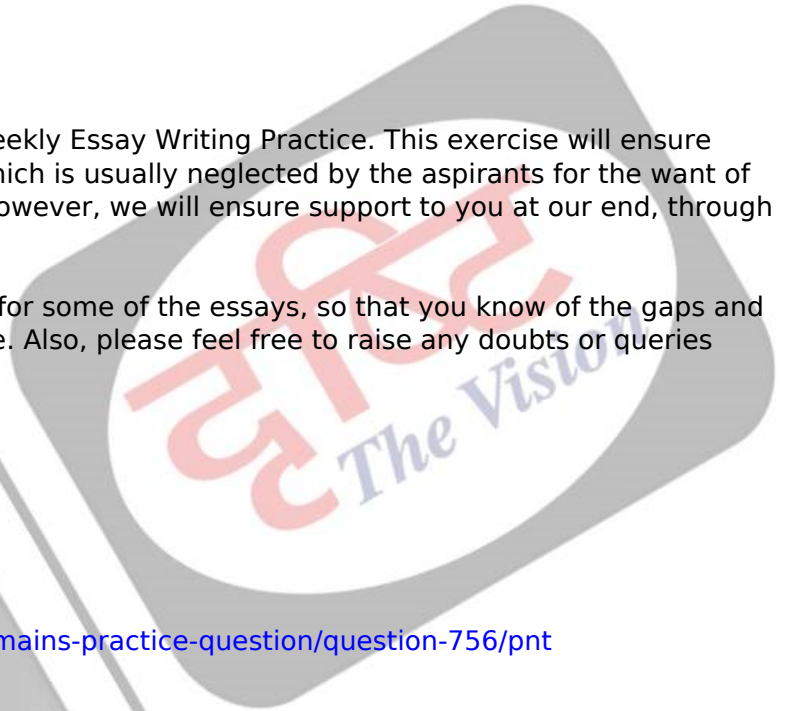 eekly Essay Writing Practice. This exercise will ensure
hich is usually neglected by the aspirants for the want of
owever, we will ensure support to you at our end, through
for some of the essays, so that you know of the gaps and
e. Also, please feel free to raise any doubts or queries
दृष्टि
The Vision
mains-practice-question/question-756/pnt